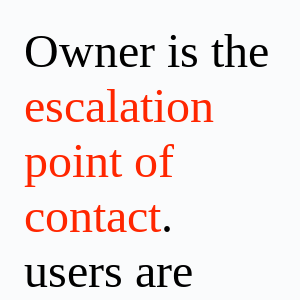 Owner is the
escalation
point of
contact.
users are